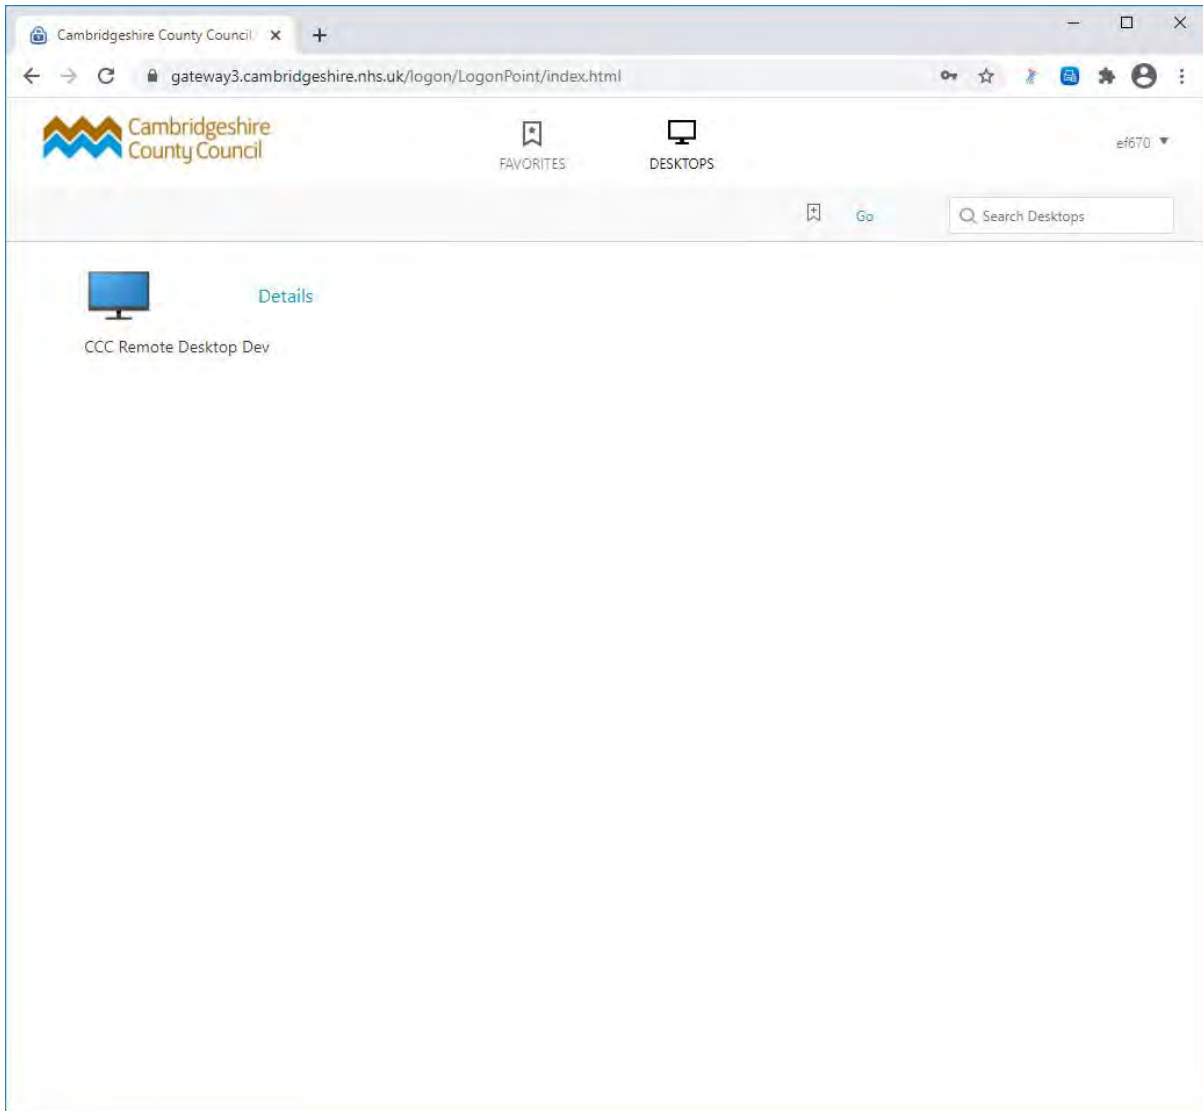 Cambridgeshire County Council
gateway3.cambridgeshire.nhs.uk/logon/LogonPoint/index.html
Cambridgeshire
County Council
FAVORITES
DESKTOPS
ef670
Go
Search Desktops
Details
CCC Remote Desktop Dev